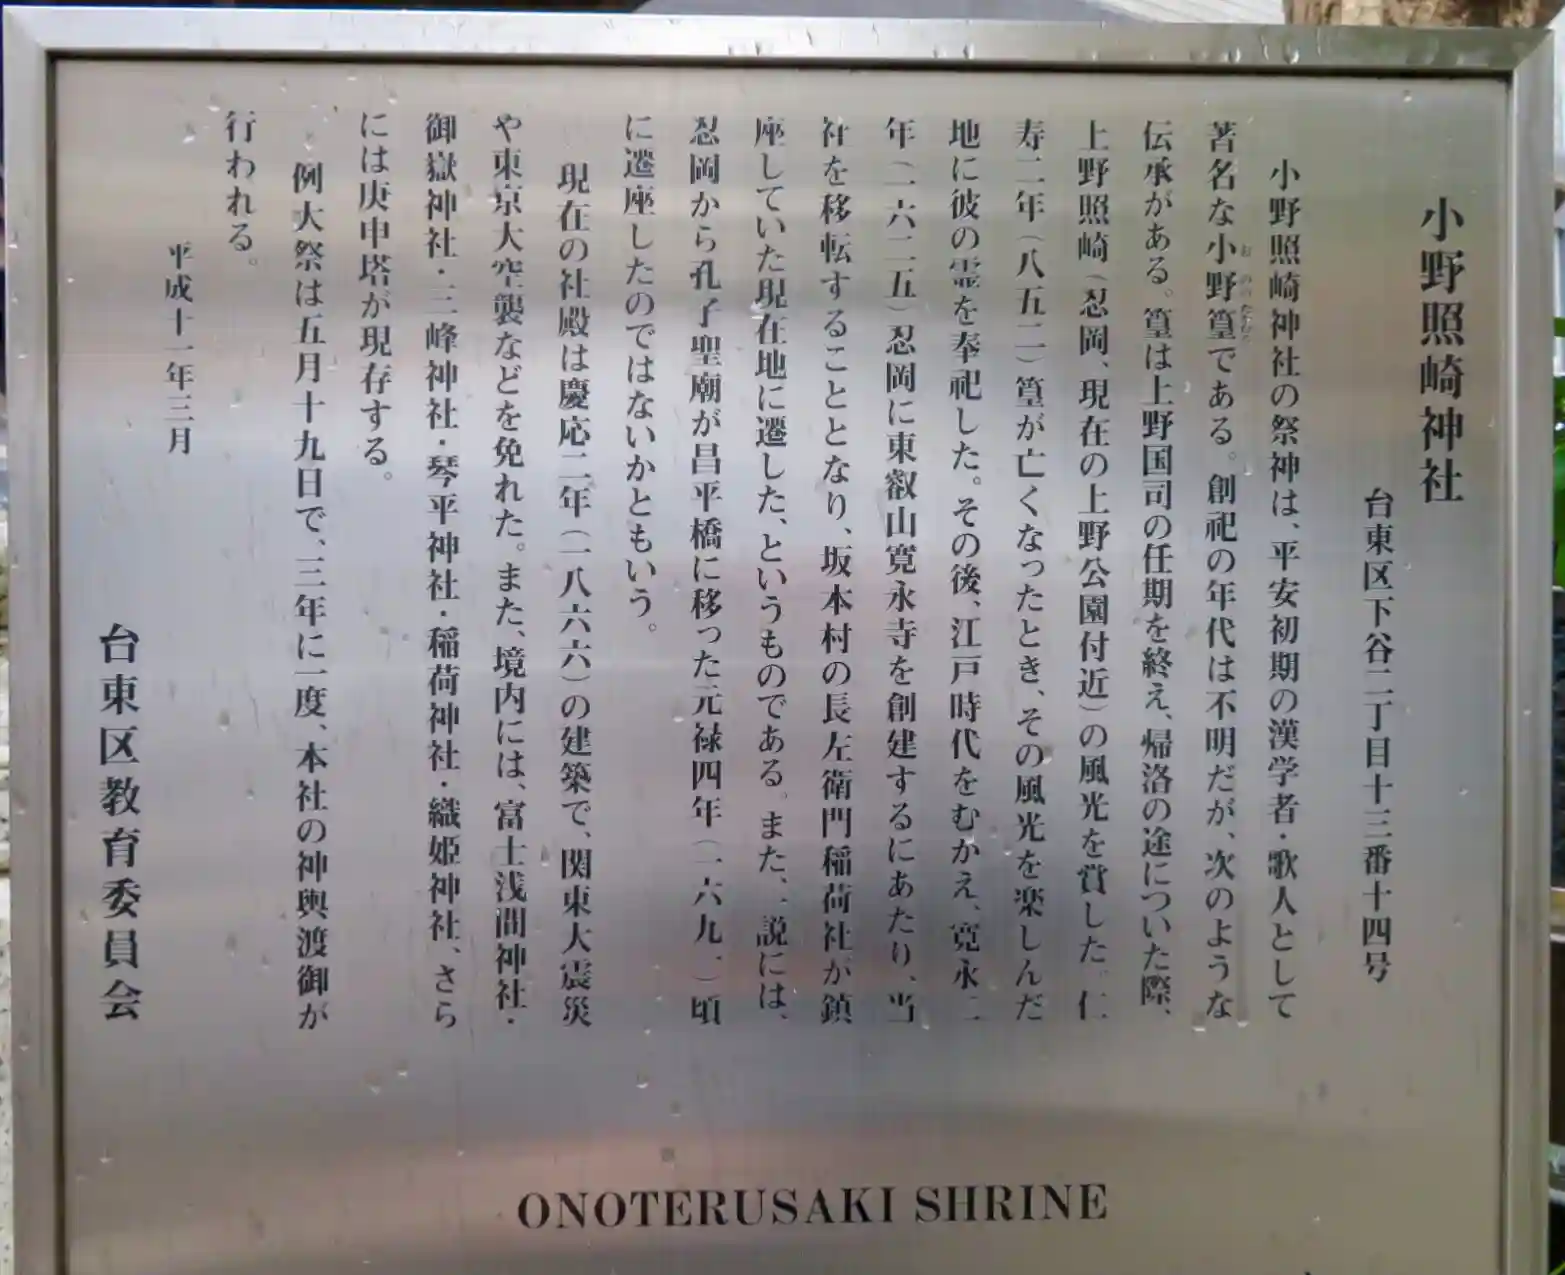 小野照崎神社
台東区下谷二丁目十三番十四号
小野照崎神社の祭神は、平安初期の漢学者・歌人として
著名な小野篁である。創祀の年代は不明だが、次のような
伝承がある。篁は上野国司の任期を終え、帰洛の途についた際、
上野照崎(忍岡、現在の上野公園付近)の風光を賞した。仁
寿二年(八五二)篁が亡くなったとき、その風光を楽しんだ
地に彼の霊を奉祀した。その後、江戸時代をむかえ、寛永二
年(一六二五)忍岡に東叡山寛永寺を創建するにあたり、当
社を移転することとなり、坂本村の長左衛門稲荷社が鎮
座していた現在地に遷した、というものである。また、一説には、
忍岡から孔子聖廟が昌平橋に移った元禄四年(一六九一)頃
に遷座したのではないかともいう。
現在の社殿は慶応二年(一八六六)の建築で、関東大震災
や東京大空襲などを免れた。また、境内には、富士浅間神社・
御嶽神社・三峰神社・琴平神社・稲荷神社・織姫神社、さら
には庚申塔が現存する。
例大祭は五月十九日で、三年に一度、本社の神輿渡御が
行われる。
平成十一年三月
台東区教育委員会
ONOTERUSAKI SHRINE